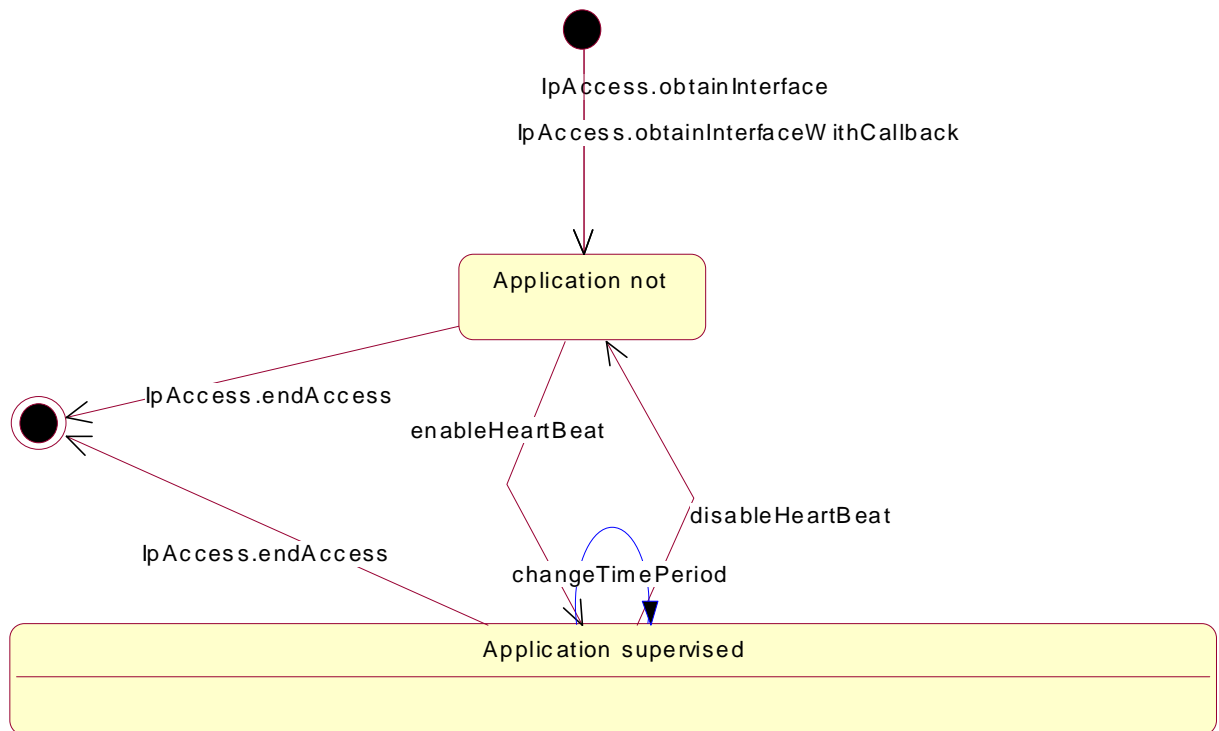 IpAccess.obtainInterface
IpAccess.obtainInterfaceWithCallback
Application not
IpAccess.endAccess
enableHeartBeat
disableHeartBeat
IpAccess.endAccess
changeTimePeriod
Application supervised